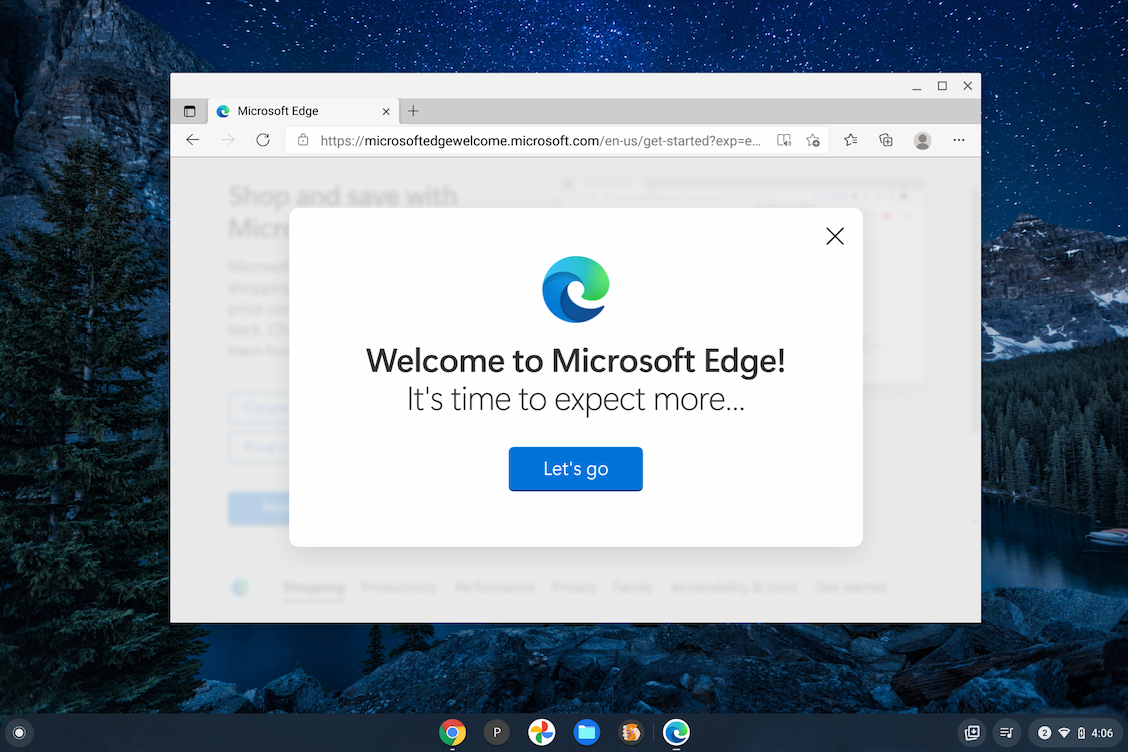 Microsoft Edge
https://microsoftedgewelcome.microsoft.com/en-us/get-started?exp=e...
Shop and save with
Welcome to Microsoft Edge!
It's time to expect more...
Let's go
Shopping Productivity Performance Privacy Family Accessibility & tools Get started
P
2 4:06